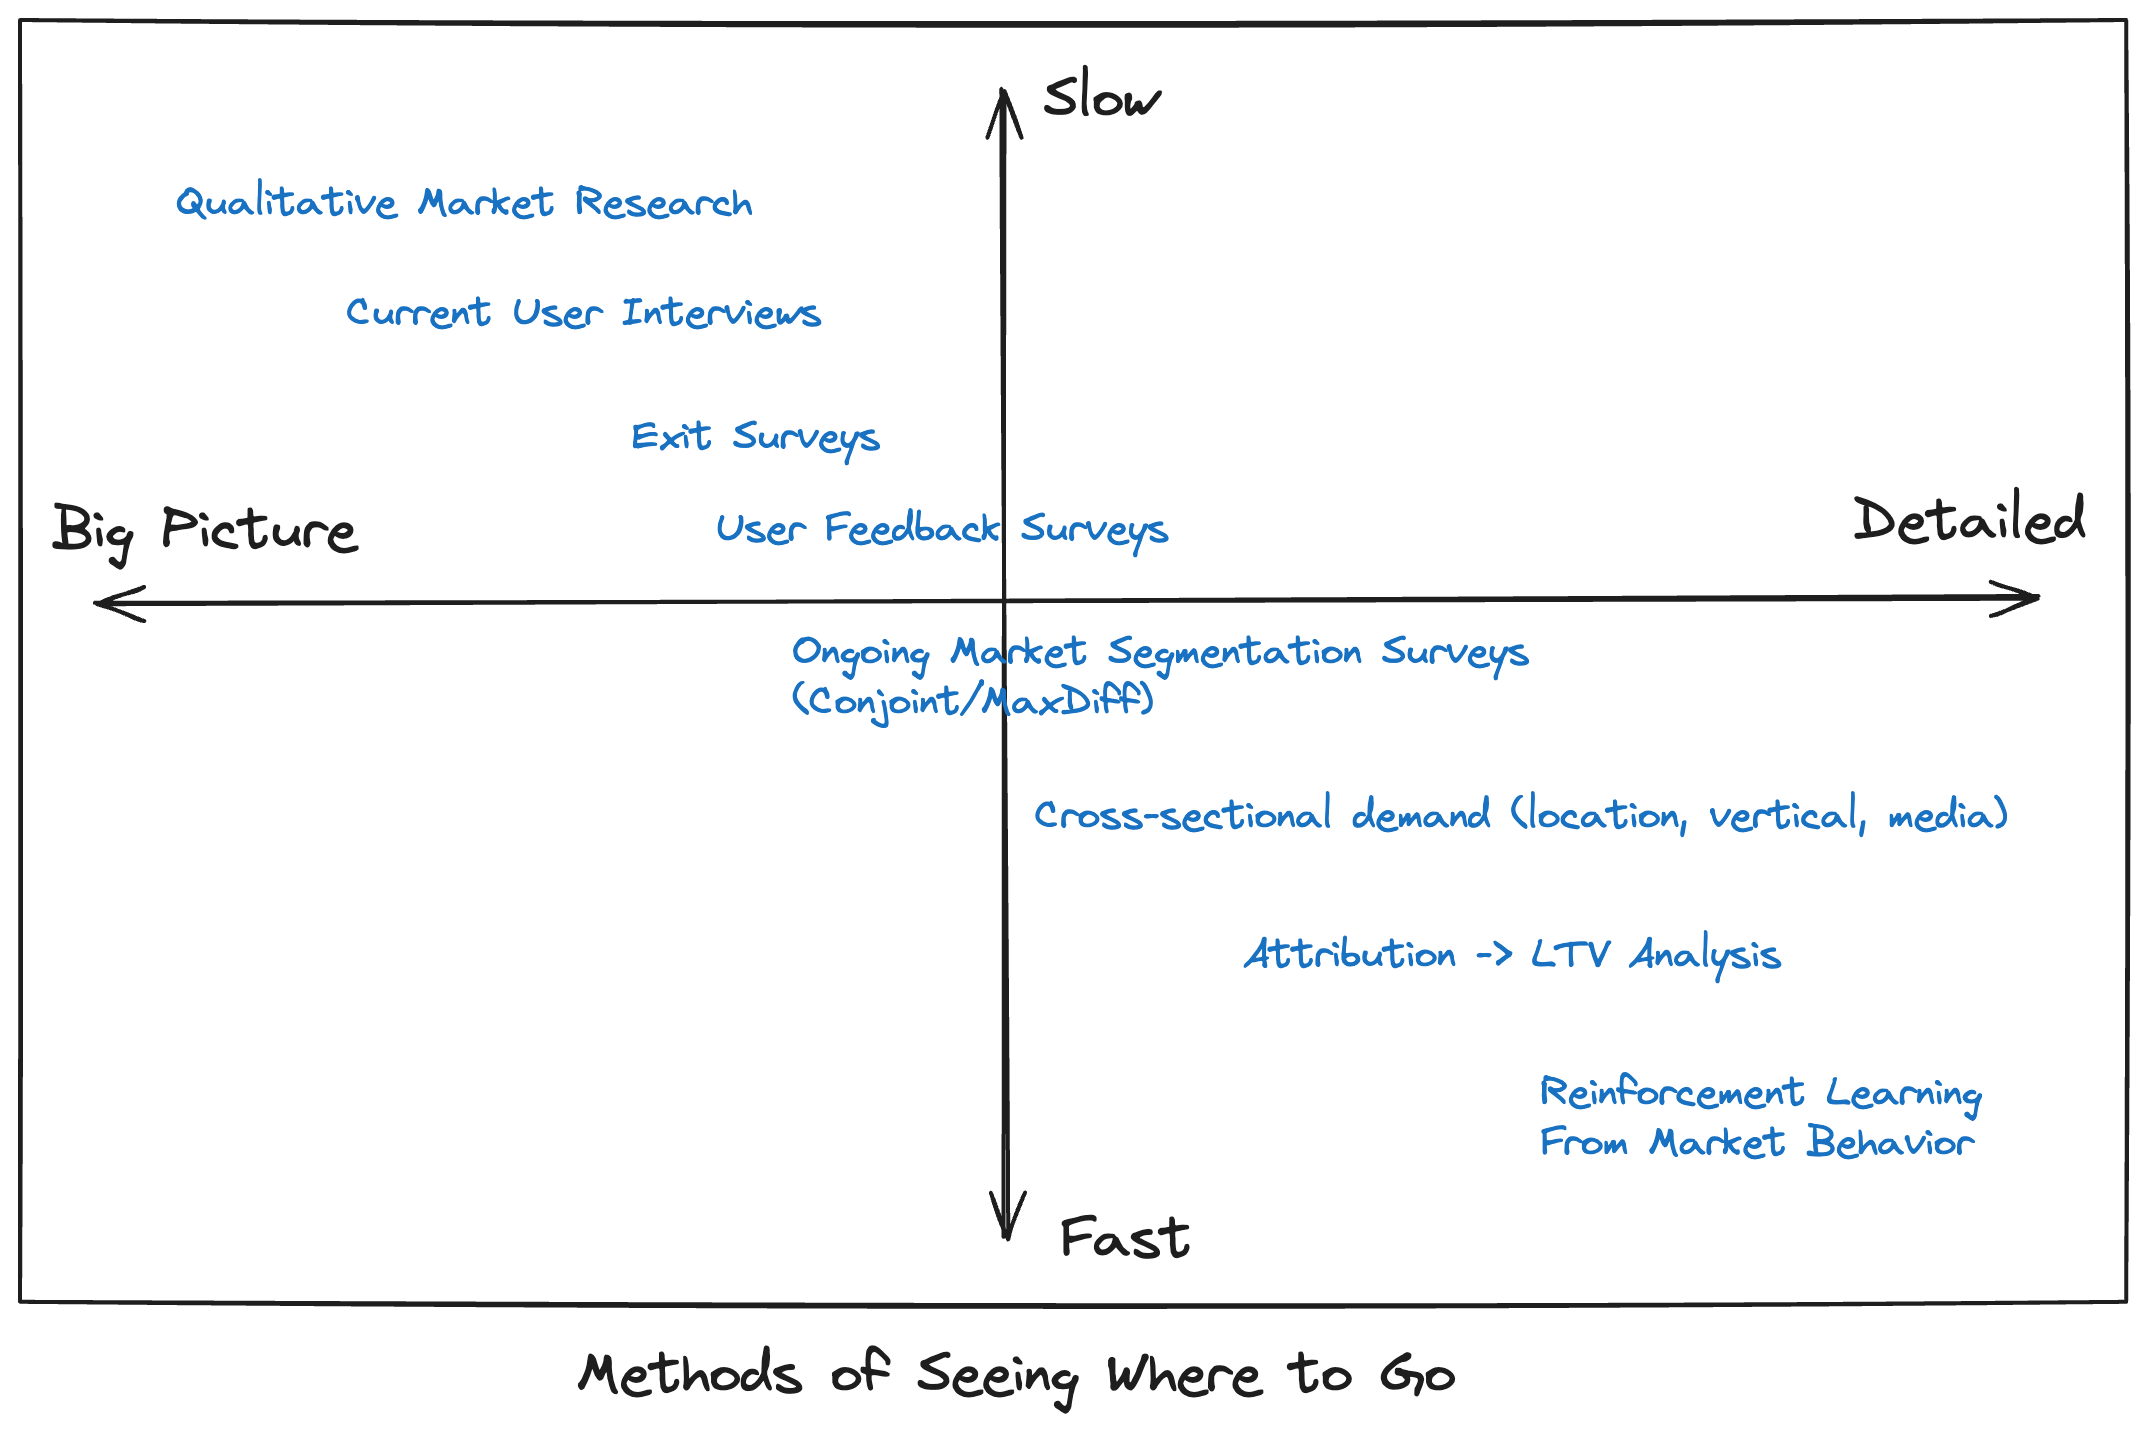 Slow
Qualitative Market Research
Current User Interviews
Exit Surveys
Big Picture
User Feedback Surveys
Detailed
Ongoing Market Segmentation Surveys
(Conjoint/MaxDiff)
Cross-sectional demand (location, vertical, media)
Attribution -> LTV Analysis
Reinforcement Learning
From Market Behavior
Fast
Methods of Seeing Where to Go